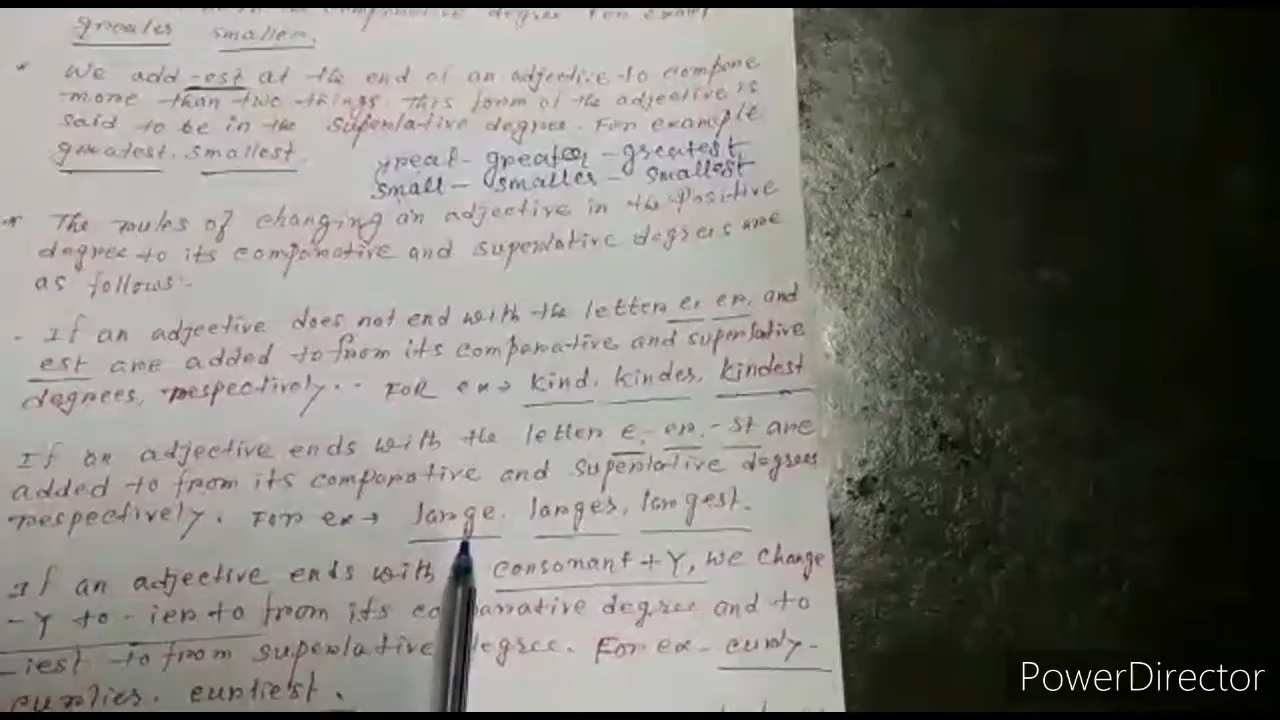 comparative degree For exam
greates smaller.
* We add -est at the end of an adjective to compare
more than two things. This form of the adjective is
said to be in the superlative degree. For example
greatest. smallest.
great - greater - greatest
small - smaller - smallest
* The rules of changing an adjective in the positive
degree to its comparative and superlative degrees are
as follows:-
- If an adjective does not end with the letter e, er, and
est are added to from its comparative and superlative
degrees, respectively.. For ex→ kind. kinder. kindest
If an adjective ends with the letter e. -er. -st are
added to from its comparative and superlative degrees
respectively. For ex→ large. larger. largest.
If an adjective ends with consonant + Y, we change
-Y to -ier to from its comparative degree and to
-iest to from superlative degree. For ex- curly-
curlier. curliest.
PowerDirector